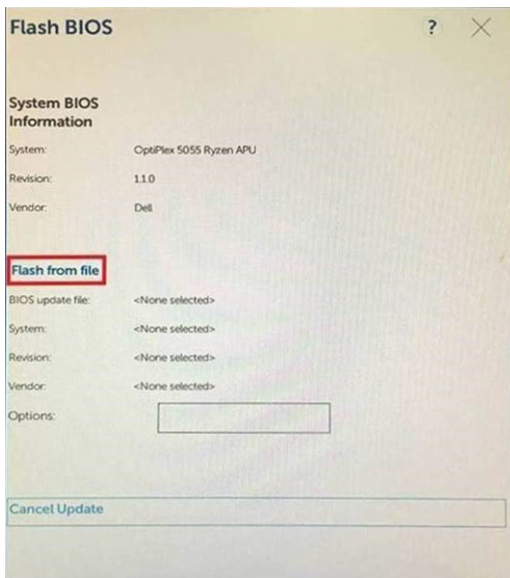 Flash BIOS ?
System BIOS
Information
System: OptiPlex 5055 Ryzen APU
Revision: 1.1.0
Vendor: Dell
Flash from file
BIOS update file: <None selected>
System: <None selected>
Revision: <None selected>
Vendor: <None selected>
Options:
Cancel Update